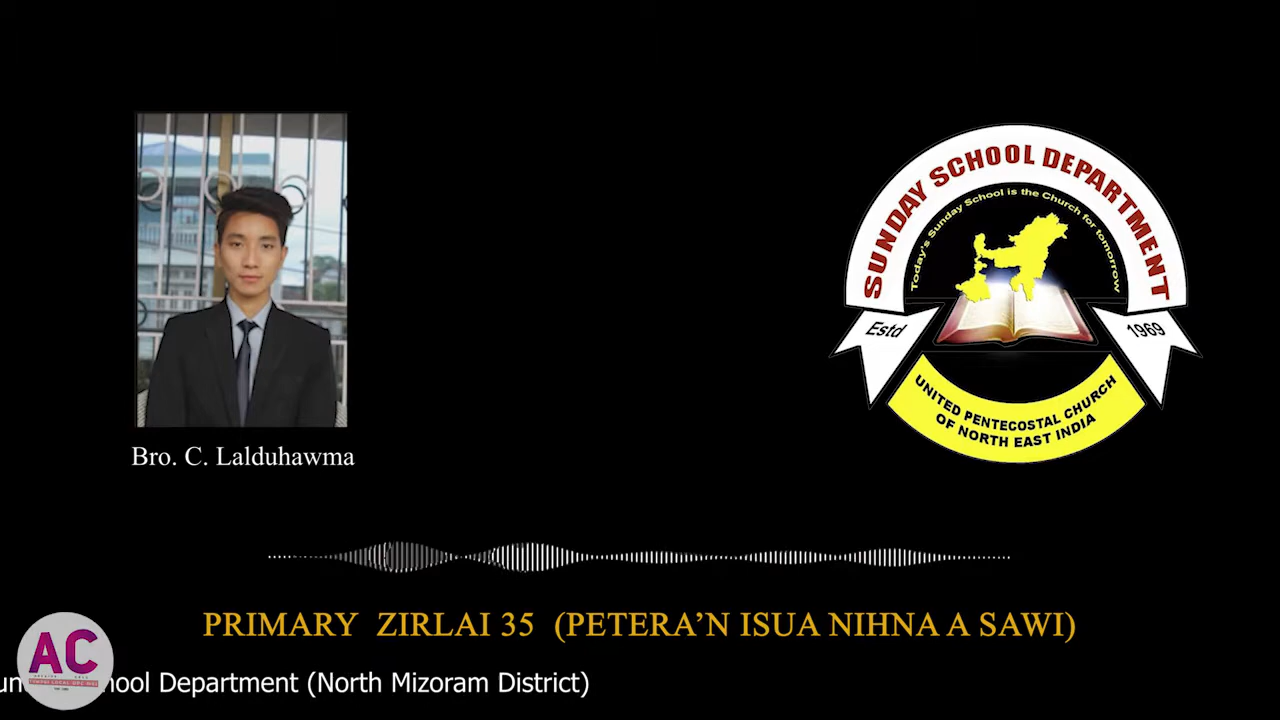 SUNDAY SCHOOL DEPARTMENT
Today's Sunday School is the Church for tomorrow
Estd 1969
UNITED PENTECOSTAL CHURCH
OF NORTH EAST INDIA
Bro. C. Lalduhawma
PRIMARY ZIRLAI 35 (PETERA'N ISUA NIHNA A SAWI)
AC
School Department (North Mizoram District)